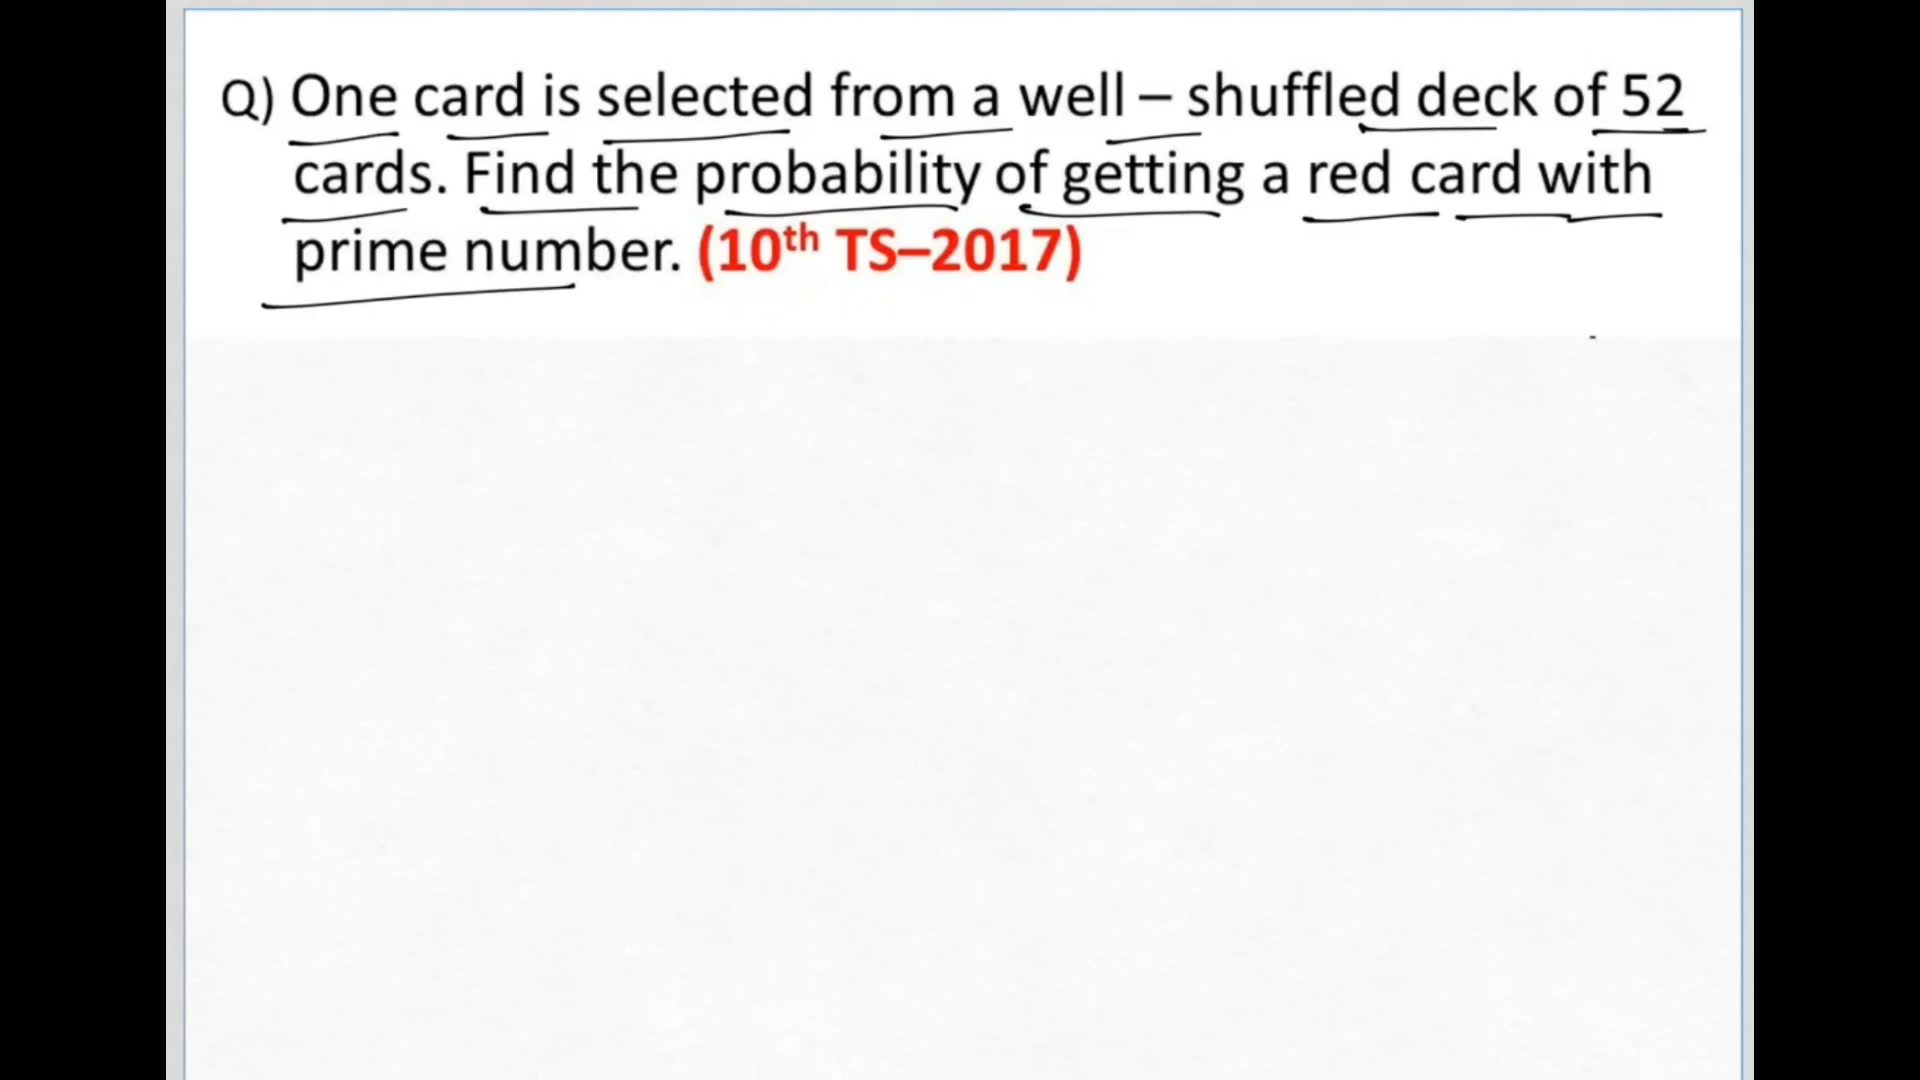 Q) One card is selected from a well – shuffled deck of 52
cards. Find the probability of getting a red card with
prime number. (10th TS–2017)